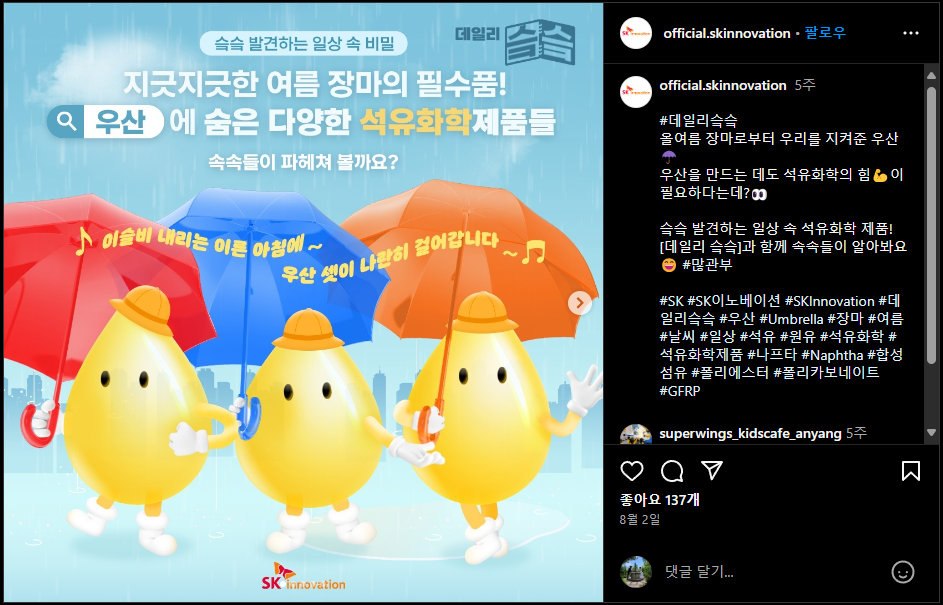 슥슥 발견하는 일상 속 비밀
데일리 슥슥
지긋지긋한 여름 장마의 필수품!
우산 에 숨은 다양한 석유화학제품들
속속들이 파헤쳐 볼까요?
이슬비 내리는 이른 아침에 ~
우산 셋이 나란히 걸어갑니다 ~
SK innovation
official.skinnovation • 팔로우
official.skinnovation 5주
#데일리슥슥
올여름 장마로부터 우리를 지켜준 우산
☂️
우산을 만드는 데도 석유화학의 힘💪이
필요하다는데?👀
슥슥 발견하는 일상 속 석유화학 제품!
[데일리 슥슥]과 함께 속속들이 알아봐요
😄 #많관부
#SK #SK이노베이션 #SKInnovation #데
일리슥슥 #우산 #Umbrella #장마 #여름
#날씨 #일상 #석유 #원유 #석유화학 #
석유화학제품 #나프타 #Naphtha #합성
섬유 #폴리에스터 #폴리카보네이트
#GFRP
superwings_kidscafe_anyang 5주
좋아요 137개
8월 2일
댓글 달기...